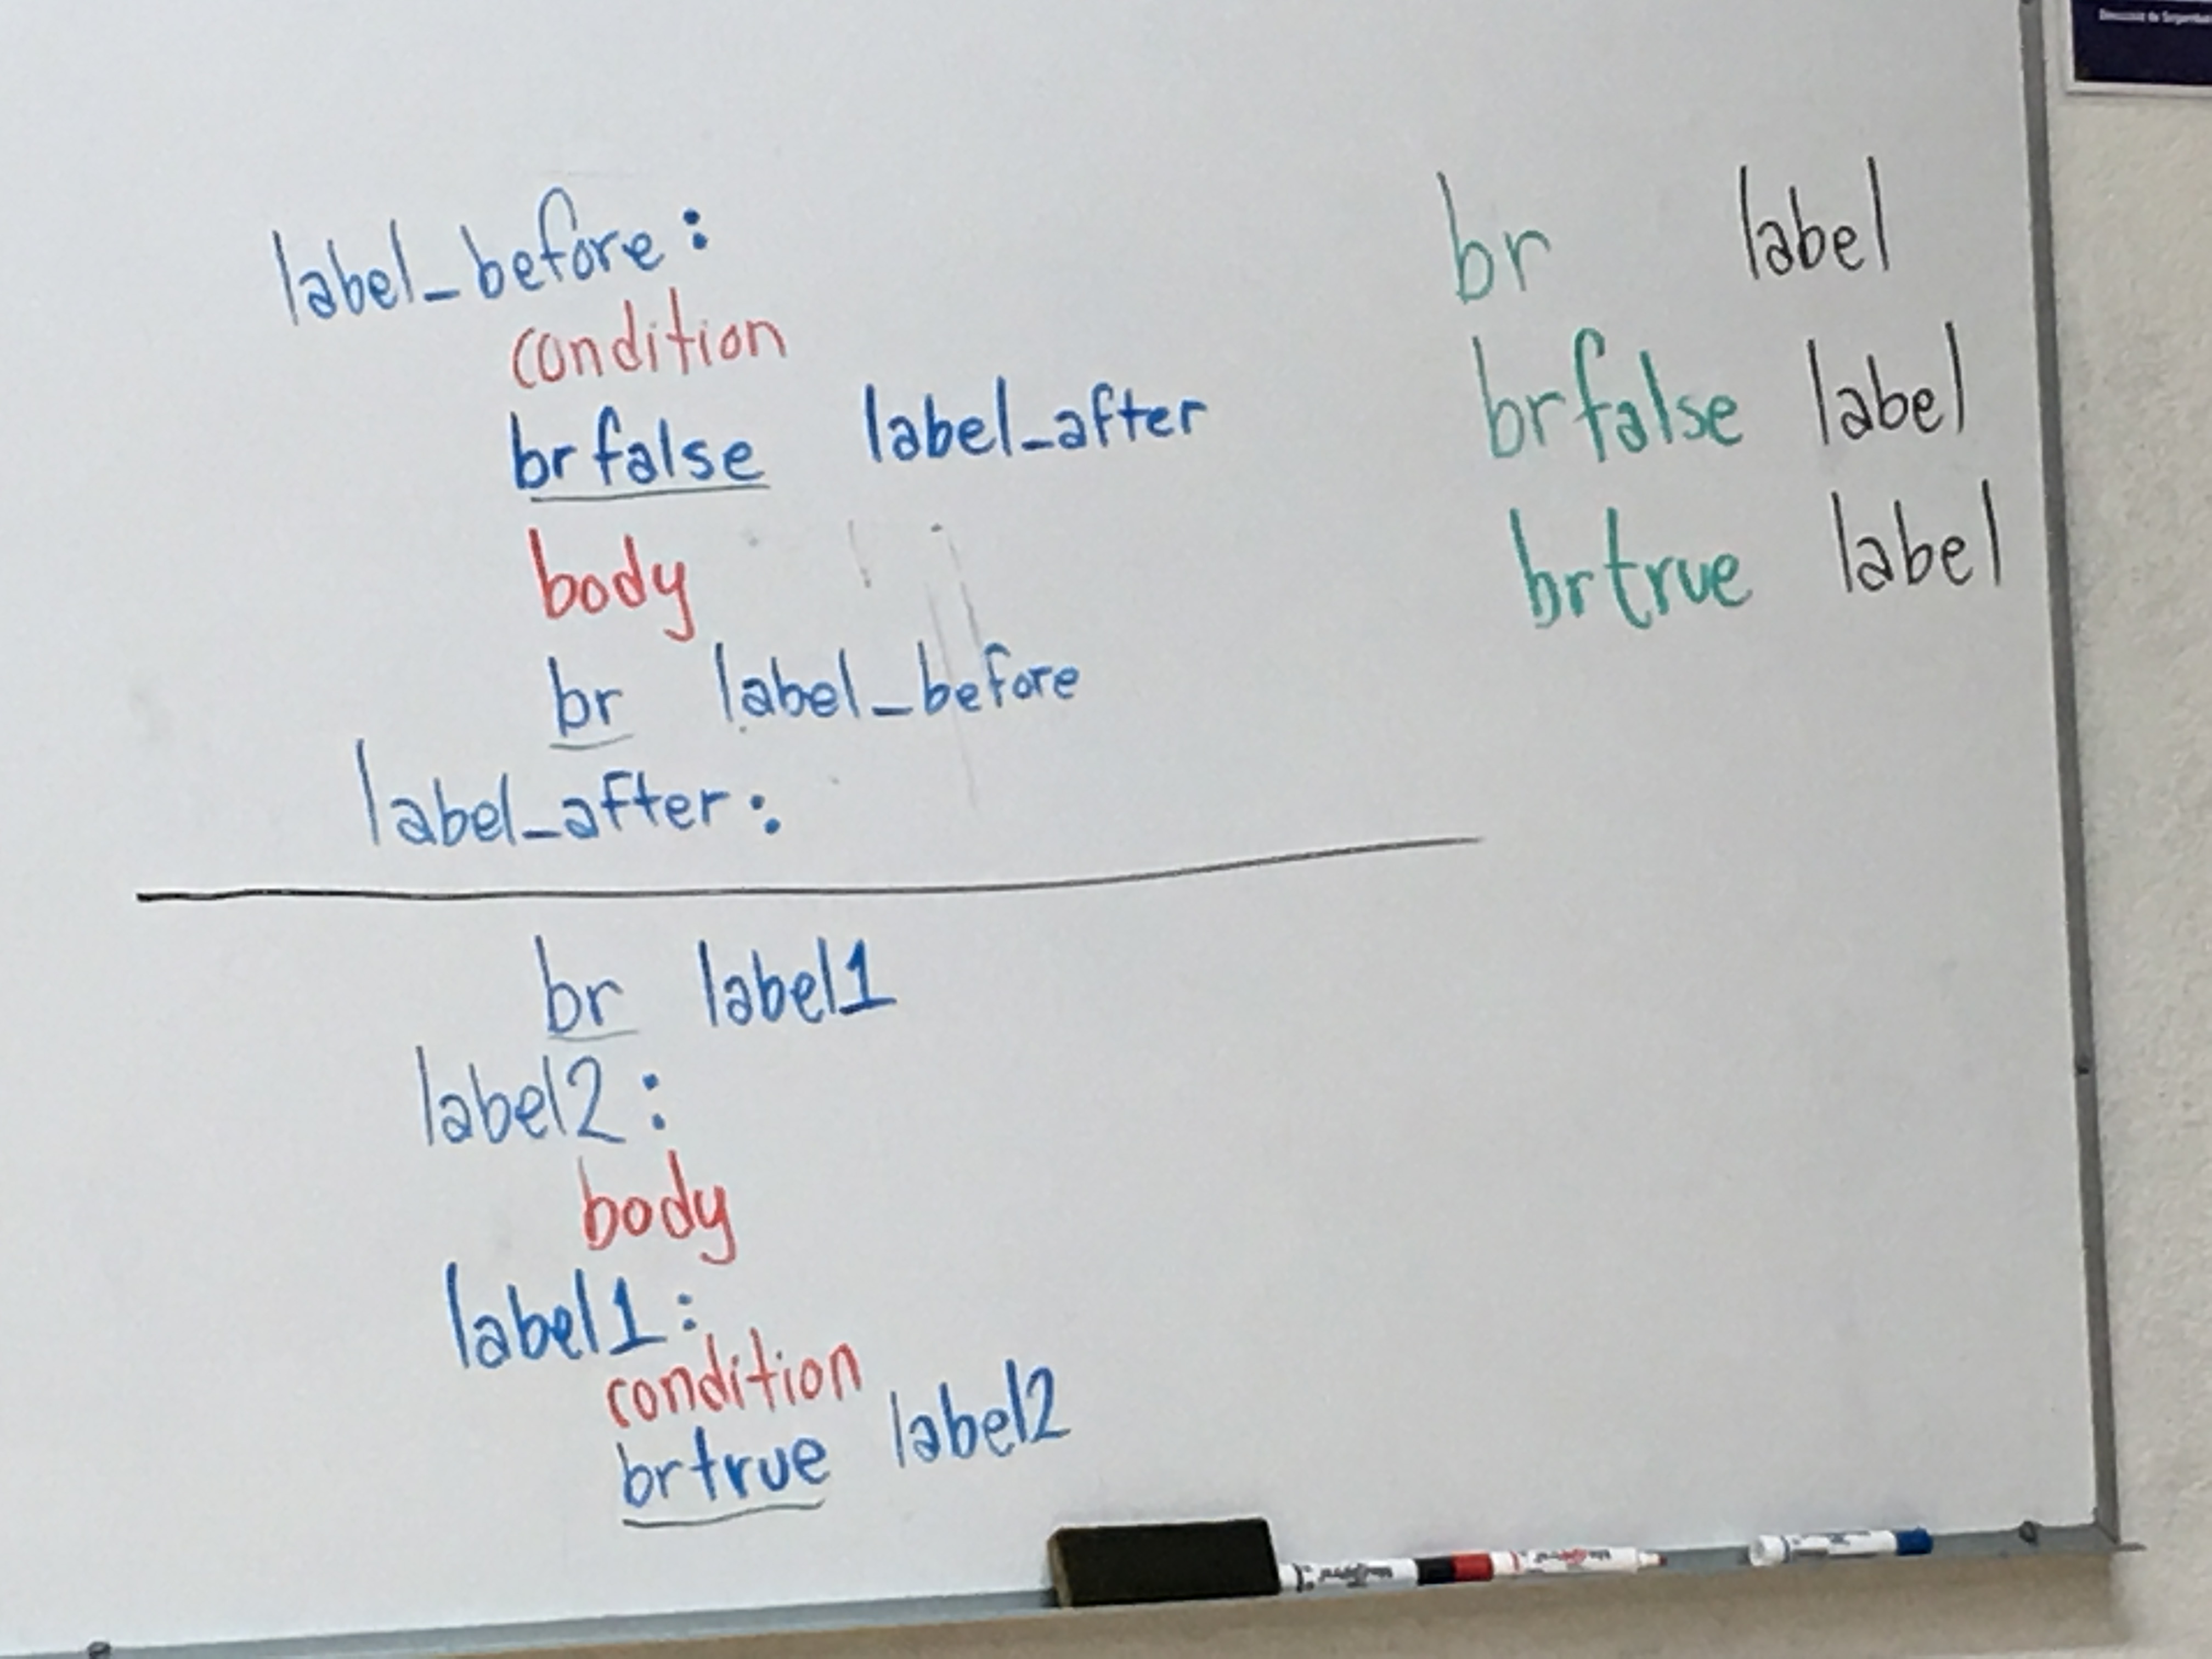 label_before:
condition
brfalse label_after
body
br label_before
label_after:
br label1
label2:
body
label1:
condition
brtrue label2
br label
brfalse label
brtrue label